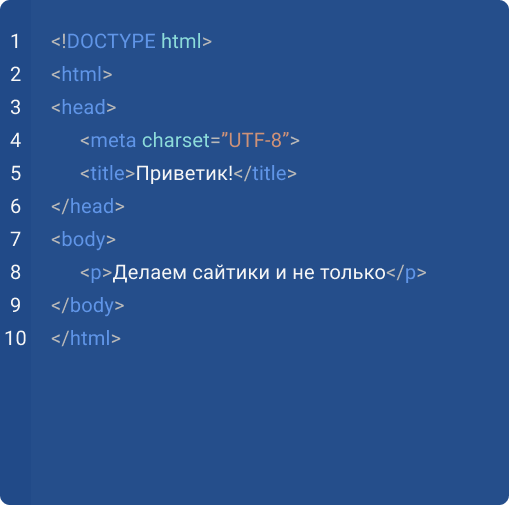 1 <!DOCTYPE html>
2 <html>
3 <head>
4 <meta charset=”UTF-8”>
5 <title>Приветик!</title>
6 </head>
7 <body>
8 <p>Делаем сайтики и не только</p>
9 </body>
10 </html>